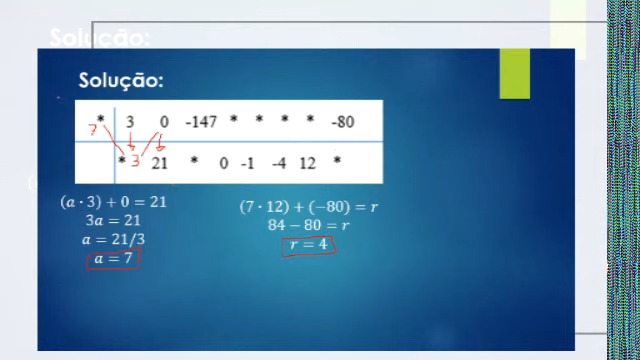 Solução:
Solução:
* 3 0 -147 * * * * -80
7
* 3 21 * 0 -1 -4 12 *
(a · 3) + 0 = 21
3a = 21
a = 21/3
a = 7
(7 · 12) + (−80) = r
84 − 80 = r
r = 4